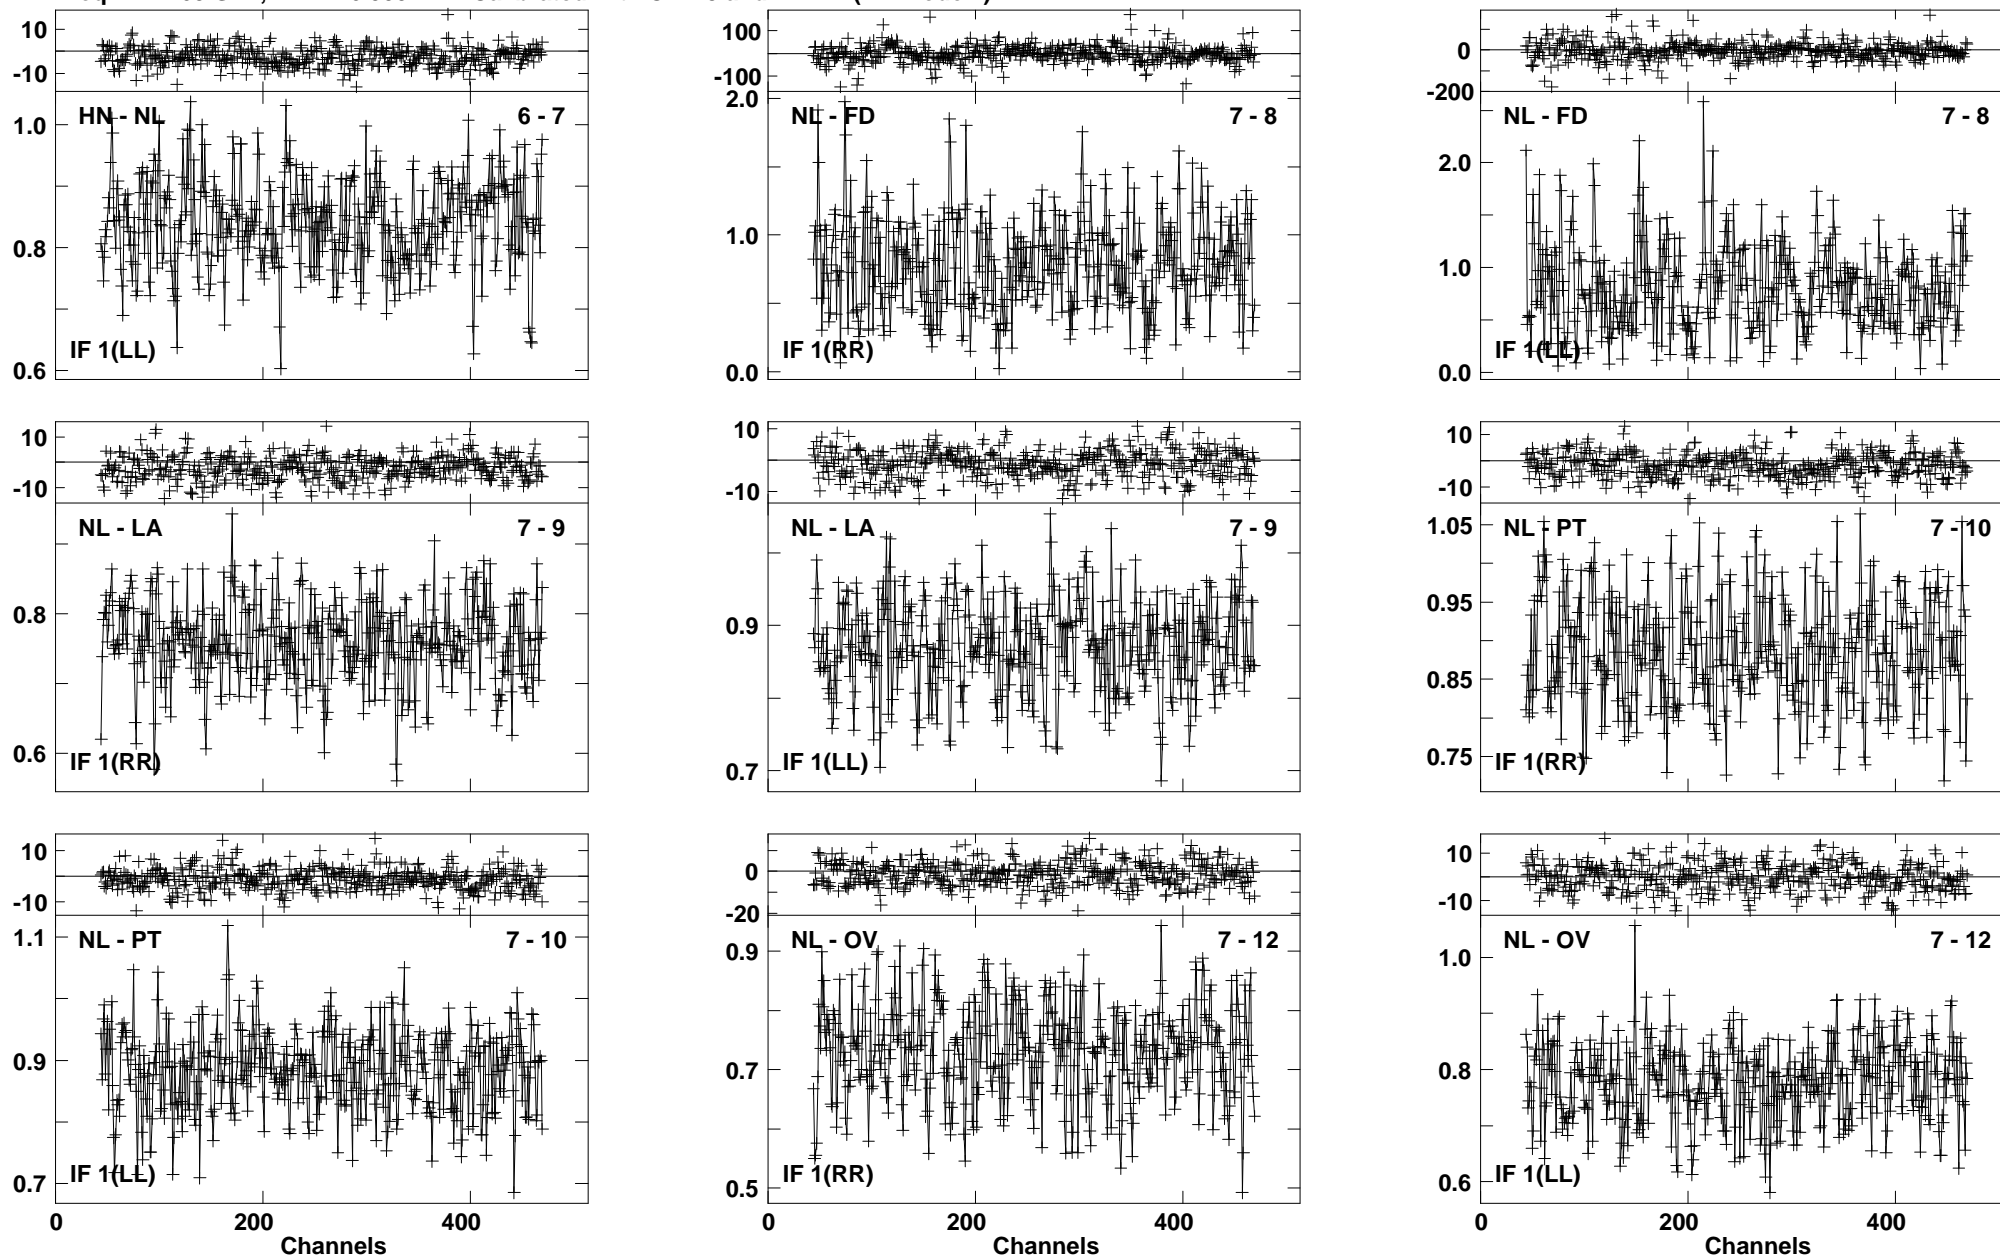 10
-10
HN - NL 6 - 7
1.0
0.8
0.6
IF 1(LL)
100
-100
2.0
NL - FD 7 - 8
1.0
0.0
IF 1(RR)
0
-200
NL - FD 7 - 8
2.0
1.0
0.0
IF 1(LL)
10
-10
NL - LA 7 - 9
0.8
0.6
IF 1(RR)
10
-10
NL - LA 7 - 9
0.9
0.7
IF 1(LL)
10
-10
NL - PT 7 - 10
1.05
0.95
0.85
0.75
IF 1(RR)
10
-10
NL - PT 7 - 10
1.1
0.9
0.7
IF 1(LL)
0 200 400
Channels
0
-20
NL - OV 7 - 12
0.9
0.7
0.5
IF 1(RR)
0 200 400
Channels
10
-10
NL - OV 7 - 12
1.0
0.8
0.6
IF 1(LL)
0 200 400
Channels